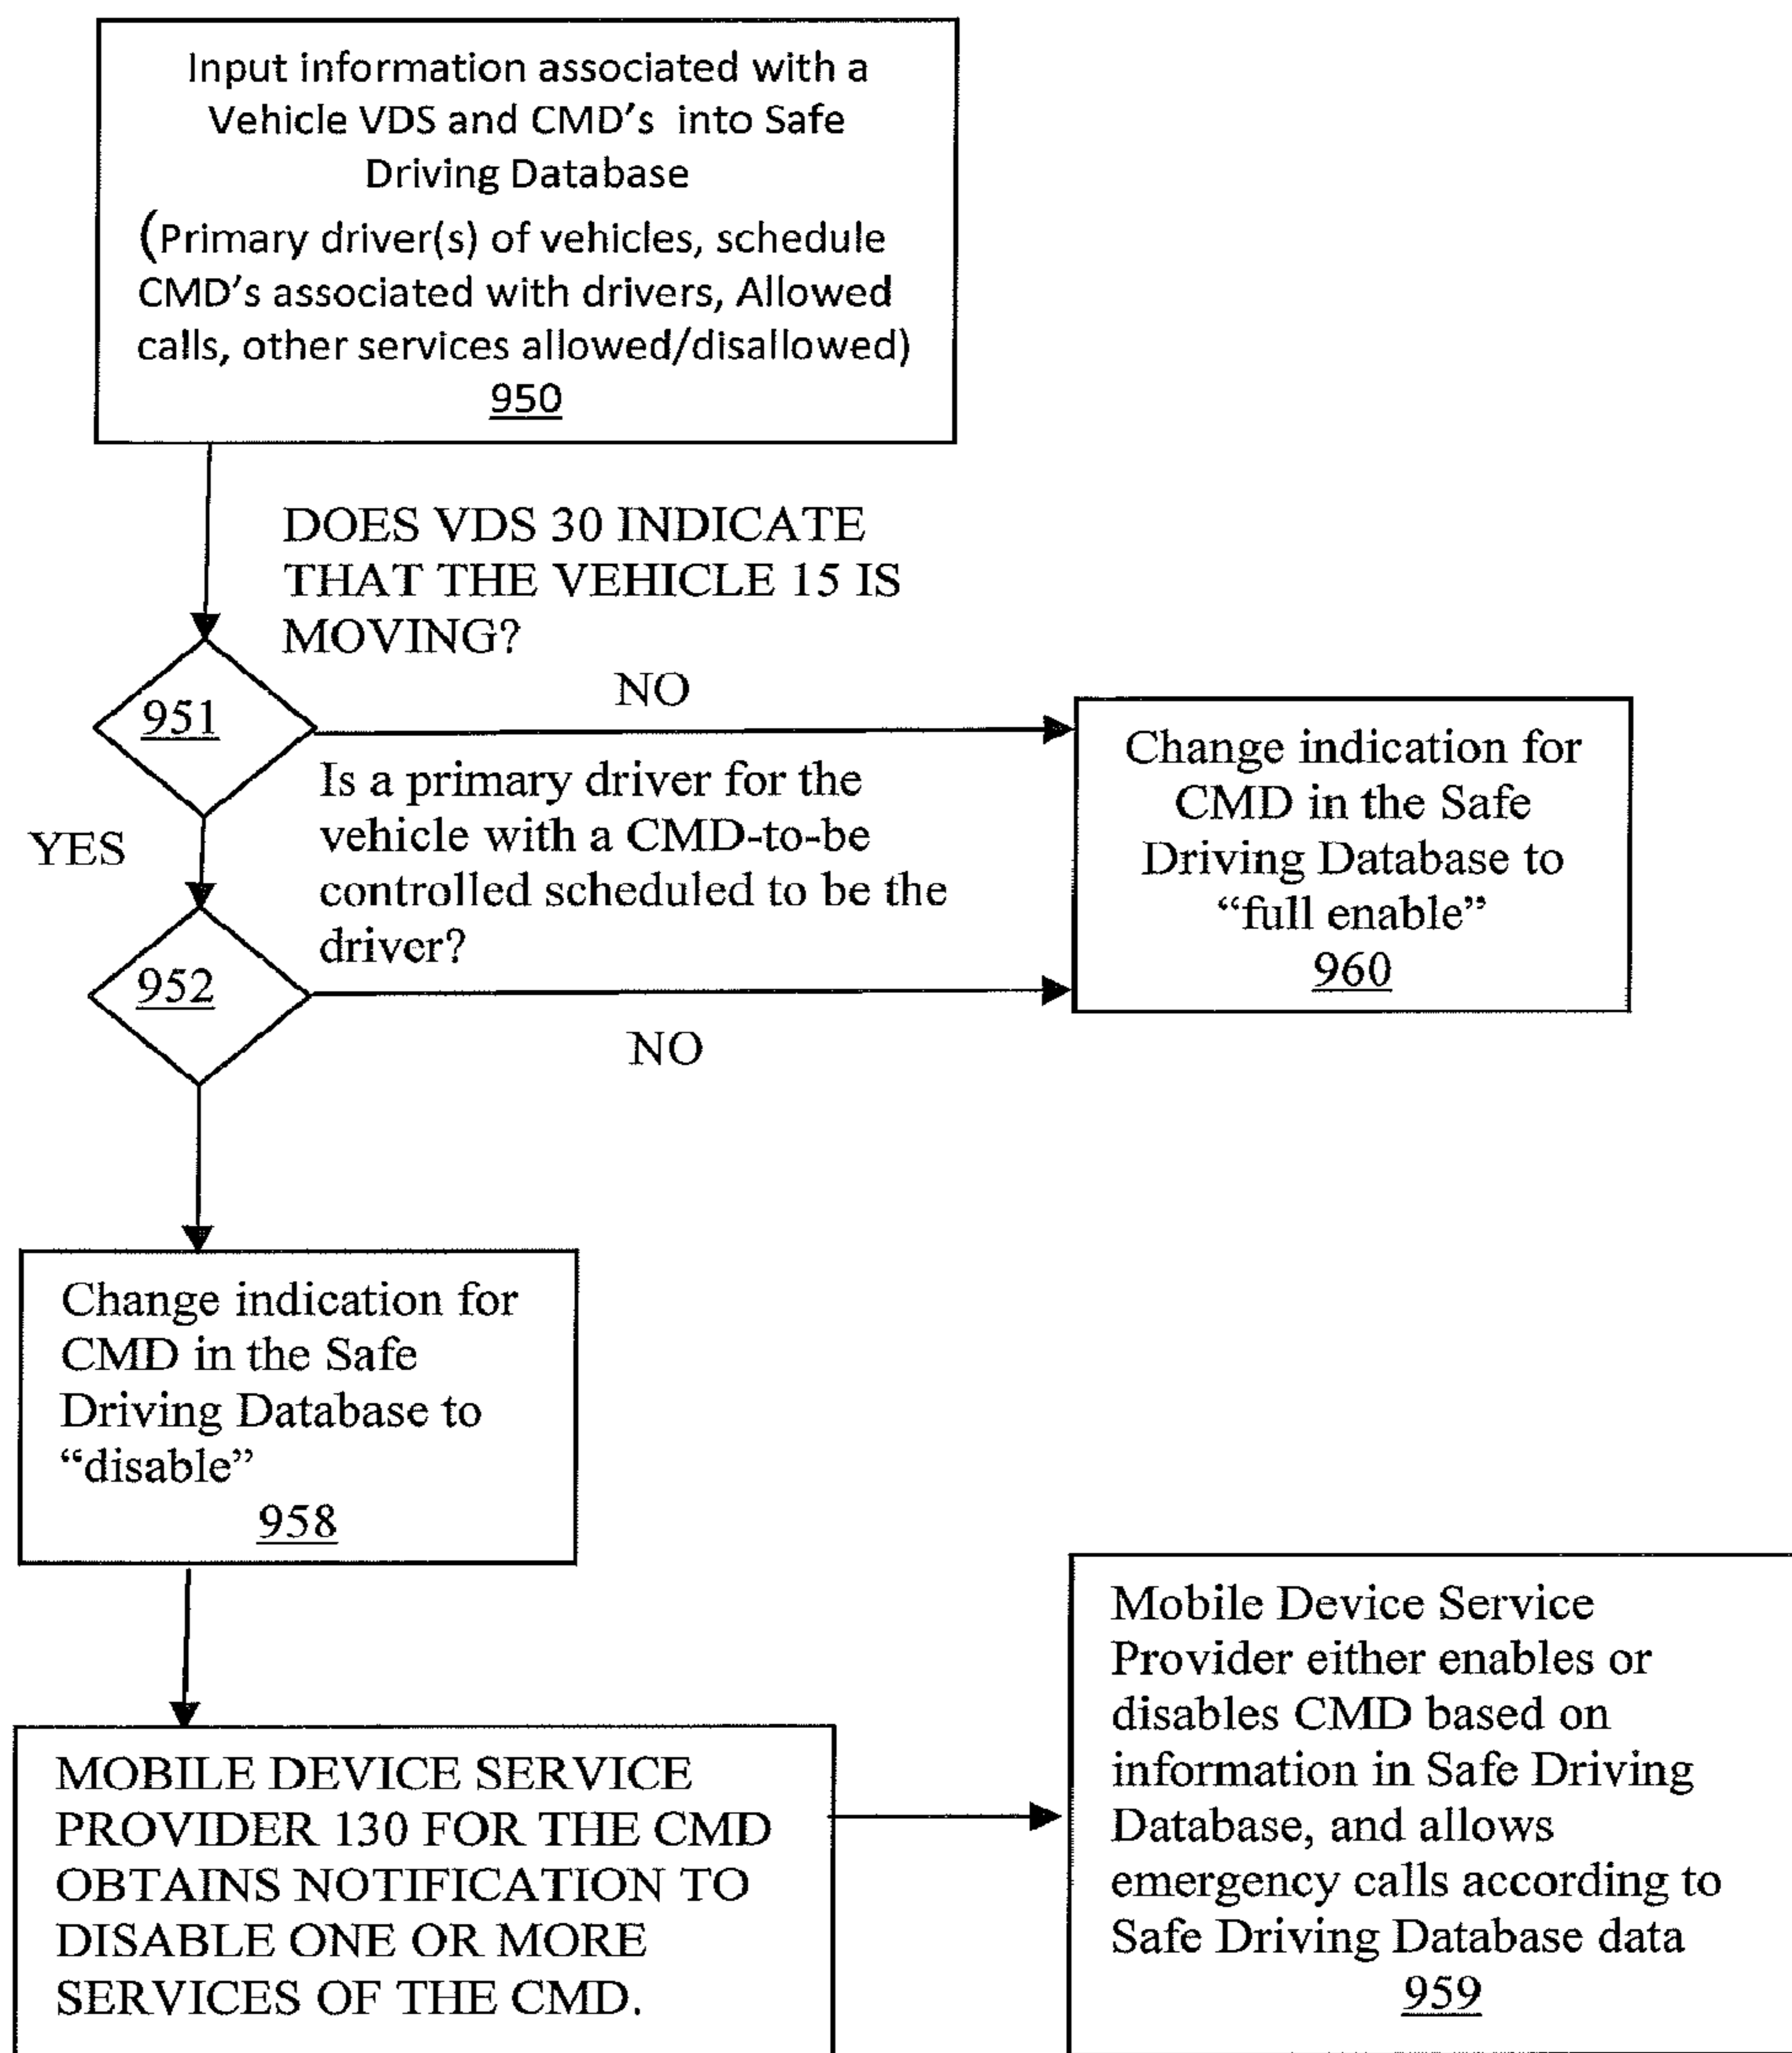 Input information associated with a
Vehicle VDS and CMD's into Safe
Driving Database
(Primary driver(s) of vehicles, schedule
CMD's associated with drivers, Allowed
calls, other services allowed/disallowed)
950
DOES VDS 30 INDICATE
THAT THE VEHICLE 15 IS
MOVING?
951
NO
YES
Change indication for
CMD in the Safe
Driving Database to
“full enable”
960
Is a primary driver for the
vehicle with a CMD-to-be
controlled scheduled to be the
driver?
952
NO
Change indication for
CMD in the Safe
Driving Database to
“disable”
958
MOBILE DEVICE SERVICE
PROVIDER 130 FOR THE CMD
OBTAINS NOTIFICATION TO
DISABLE ONE OR MORE
SERVICES OF THE CMD.
Mobile Device Service
Provider either enables or
disables CMD based on
information in Safe Driving
Database, and allows
emergency calls according to
Safe Driving Database data
959